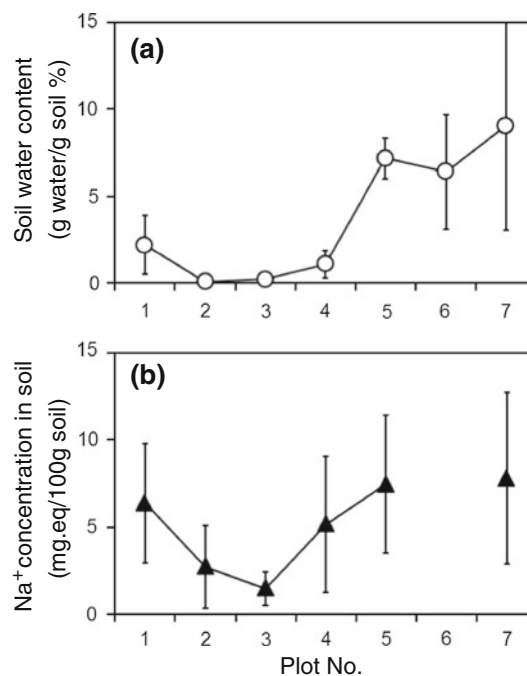 (a)
Soil water content
(g water/g soil %)
15
10
5
0
1 2 3 4 5 6 7
(b)
Na⁺ concentration in soil
(mg.eq/100g soil)
15
10
5
0
1 2 3 4 5 6 7
Plot No.